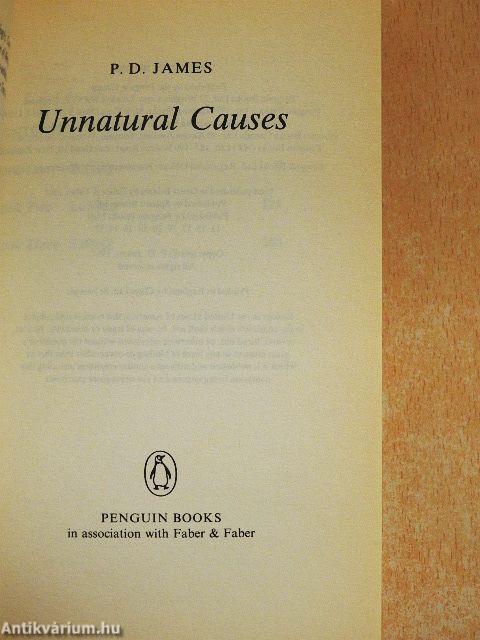 P. D. JAMES
Unnatural Causes
PENGUIN BOOKS
in association with Faber & Faber
Antikvárium.hu